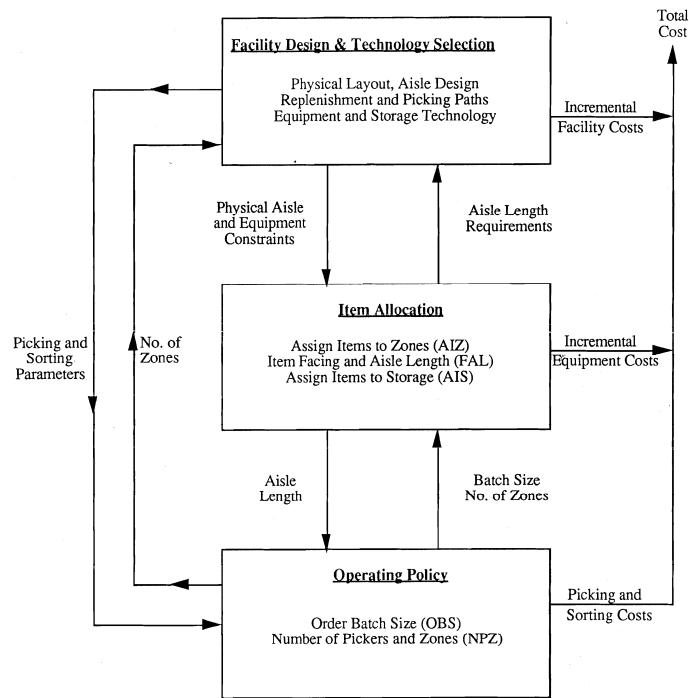 Total
Cost
Facility Design & Technology Selection
Physical Layout, Aisle Design
Replenishment and Picking Paths
Equipment and Storage Technology
Incremental
Facility Costs
Physical Aisle
and Equipment
Constraints
Aisle Length
Requirements
Item Allocation
Assign Items to Zones (AIZ)
Item Facing and Aisle Length (FAL)
Assign Items to Storage (AIS)
Incremental
Equipment Costs
Picking and
Sorting
Parameters
No. of
Zones
Aisle
Length
Batch Size
No. of Zones
Operating Policy
Order Batch Size (OBS)
Number of Pickers and Zones (NPZ)
Picking and
Sorting Costs